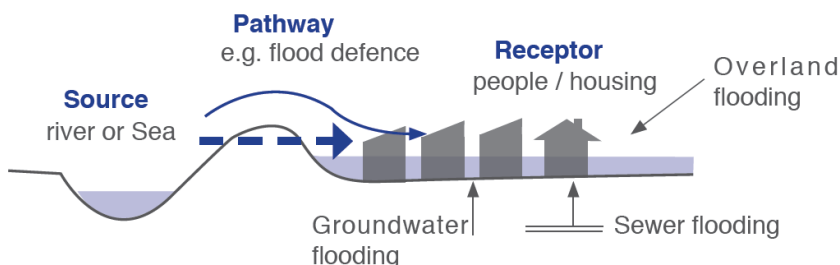 Pathway
e.g. flood defence
Source
river or Sea
Receptor
people / housing
Overland
flooding
Groundwater
flooding
Sewer flooding